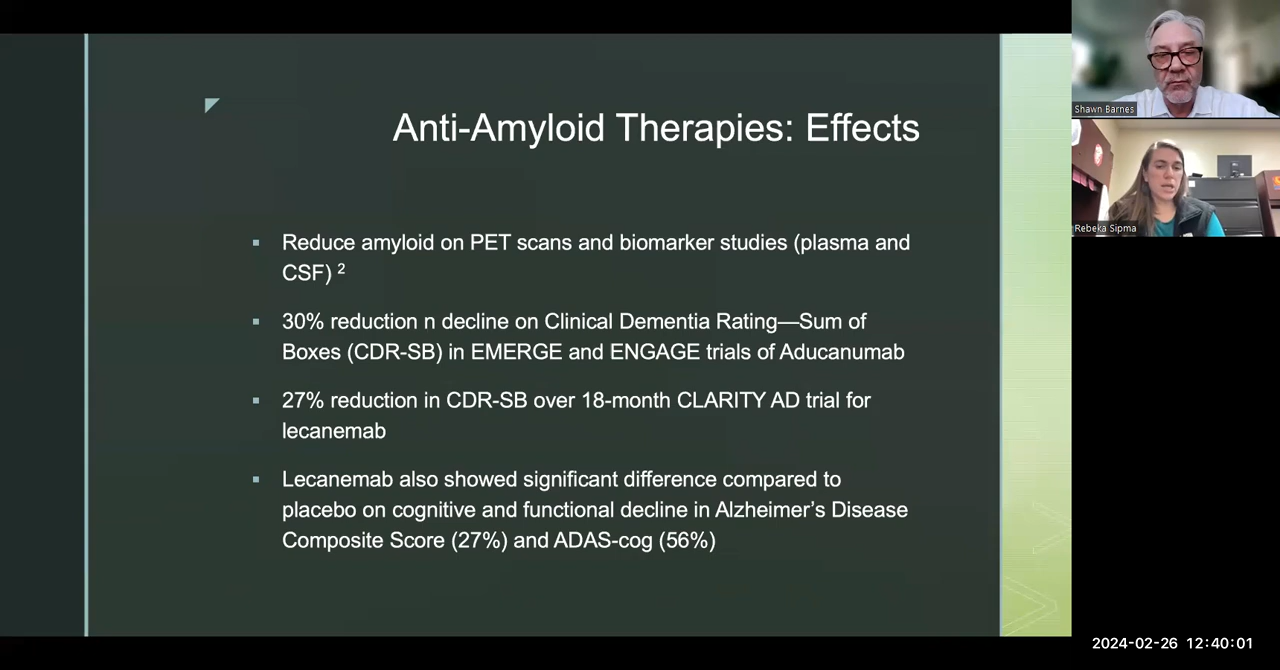 Anti-Amyloid Therapies: Effects
Reduce amyloid on PET scans and biomarker studies (plasma and
CSF) 2
30% reduction n decline on Clinical Dementia Rating—Sum of
Boxes (CDR-SB) in EMERGE and ENGAGE trials of Aducanumab
27% reduction in CDR-SB over 18-month CLARITY AD trial for
lecanemab
Lecanemab also showed significant difference compared to
placebo on cognitive and functional decline in Alzheimer’s Disease
Composite Score (27%) and ADAS-cog (56%)
Shawn Barnes
Rebeka Sipma
2024-02-26 12:40:01